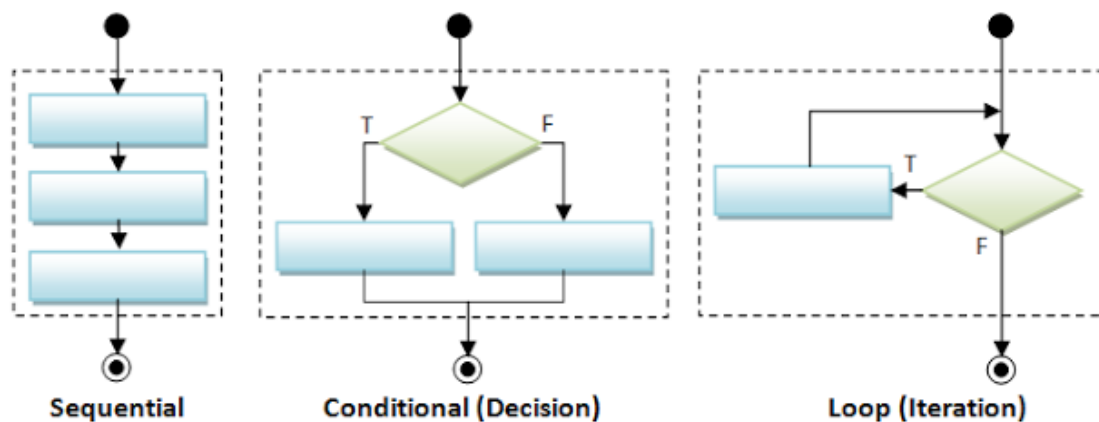 T
F
T
F
Sequential
Conditional (Decision)
Loop (Iteration)